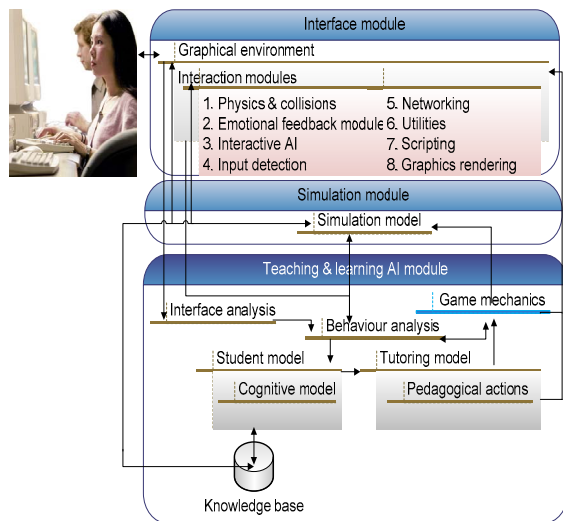 Interface module
Graphical environment
Interaction modules
1. Physics & collisions
2. Emotional feedback module
3. Interactive AI
4. Input detection
5. Networking
6. Utilities
7. Scripting
8. Graphics rendering
Simulation module
Simulation model
Teaching & learning AI module
Game mechanics
Interface analysis
Behaviour analysis
Student model
Tutoring model
Cognitive model
Pedagogical actions
Knowledge base